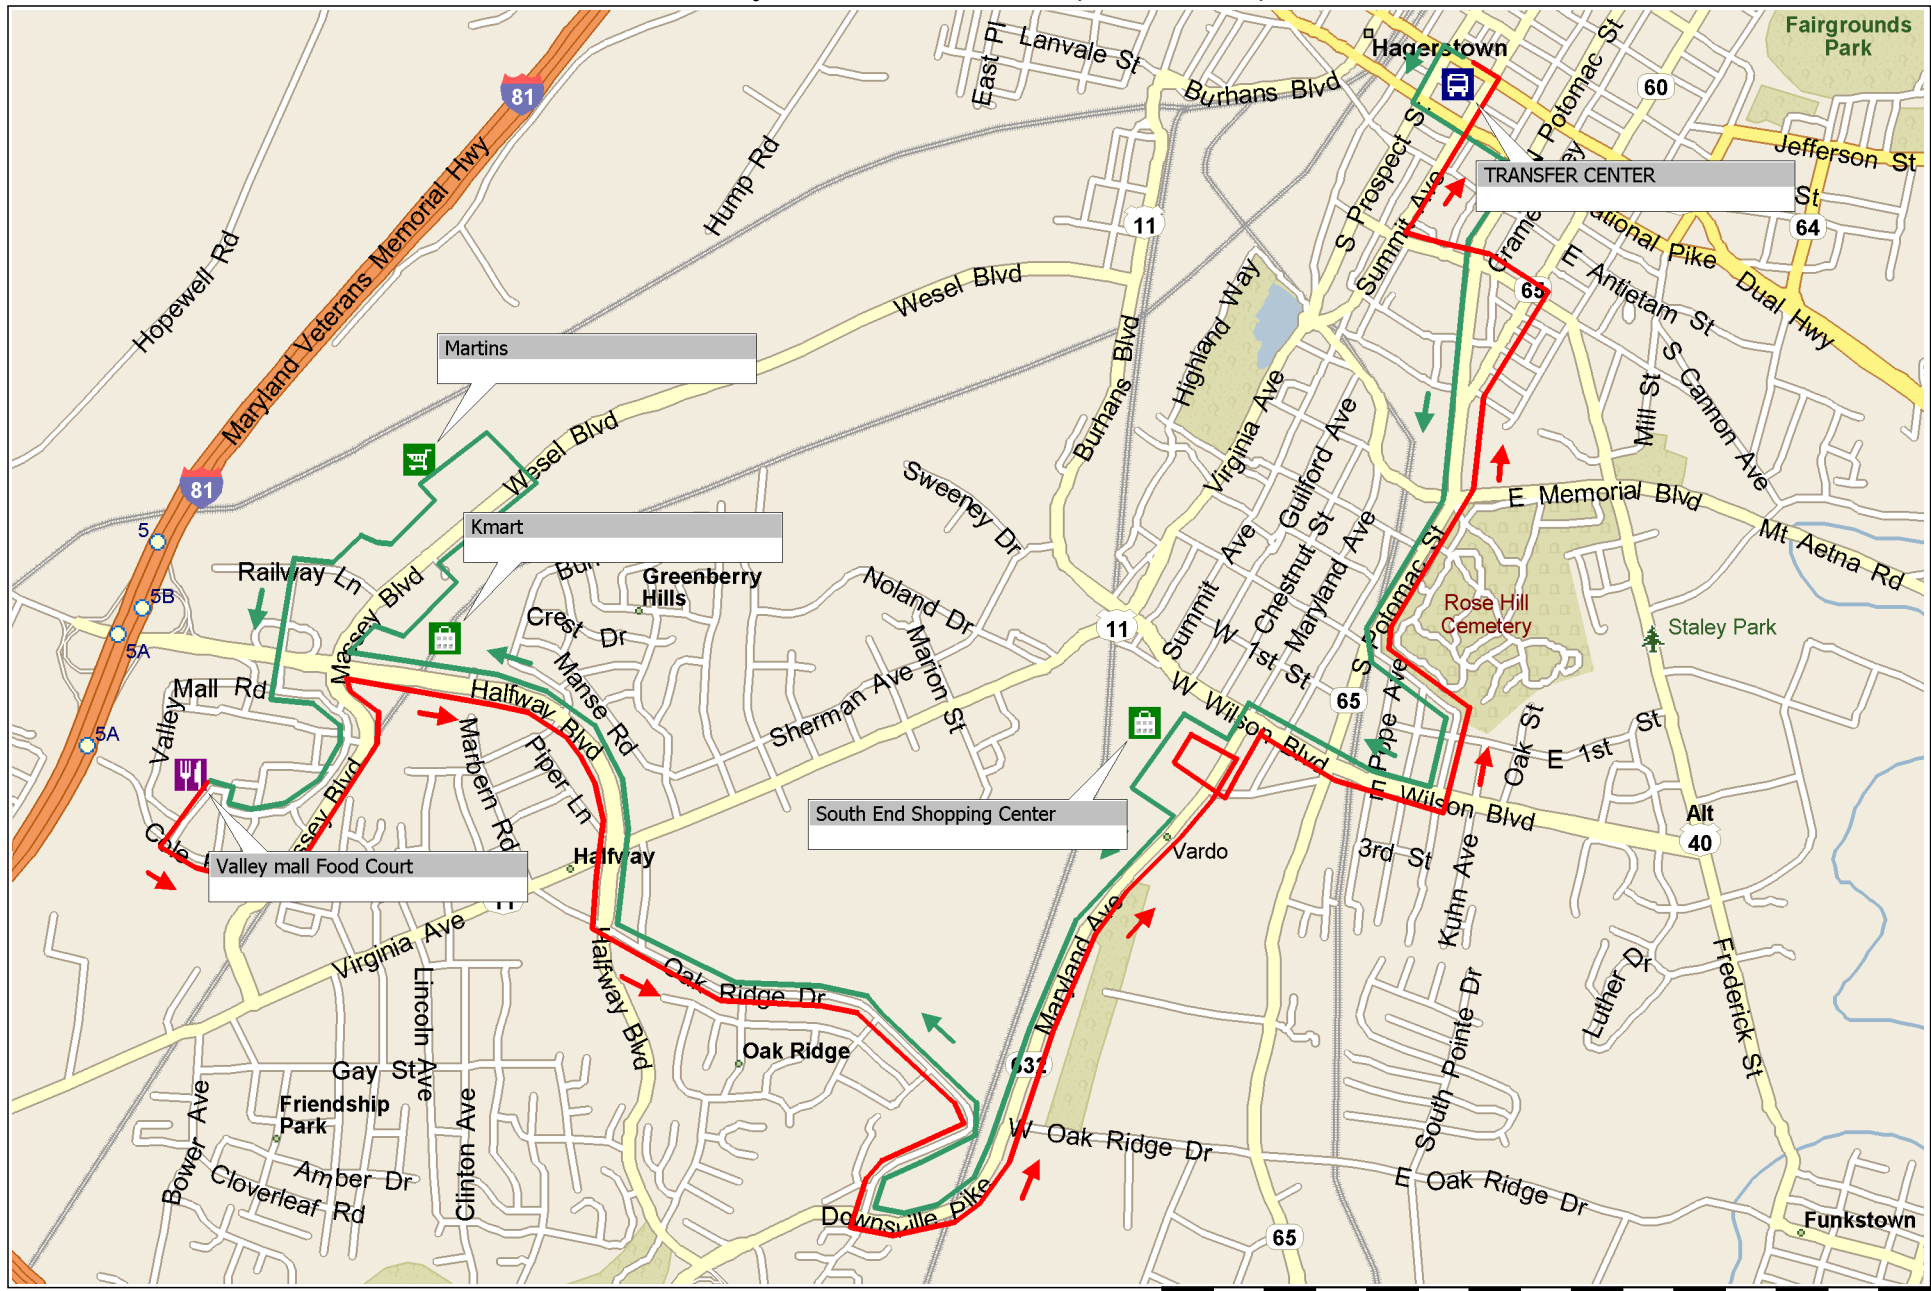 Fairgrounds
Park
Hagerstown
East Pl
Lanvale St
Burhans Blvd
N Potomac St
60
81
Jefferson St
Maryland Veterans Memorial Hwy
Hump Rd
S Prospect St
TRANSFER CENTER
St
64
11
Summit Ave
National Pike
Dual Hwy
E Antietam St
65
Hopewell Rd
Wesel Blvd
Highland Way
Burhans Blvd
Martins
S Cannon Ave
Mill St
Wesel Blvd
Virginia Ave
Guilford Ave
81
Sweeney Dr
E Memorial Blvd
Mt Aetna Rd
5
Kmart
Railway Ln
Massey Blvd
Greenberry
Hills
Noland Dr
Summit Ave
Chestnut St
Maryland Ave
S Potomac St
Rose Hill
Cemetery
Staley Park
5B
5A
Crest Dr
Marion St
11
W 1st St
Mall Rd
Valley
Halfway Blvd
Manse Rd
Sherman Ave
W Wilson Blvd
65
Pope Ave
Oak St
E 1st St
5A
Marbern Rd
Piper Ln
South End Shopping Center
E Wilson Blvd
Alt
40
Vardo
3rd St
Massey Blvd
Cole
Valley mall Food Court
Halfway
11
Virginia Ave
Kuhn Ave
Luther Dr
Frederick St
Oak Ridge Dr
Halfway Blvd
Maryland Ave
Lincoln Ave
South Pointe Dr
Oak Ridge
632
Gay St
Friendship
Park
Bower Ave
Clinton Ave
Amber Dr
Cloverleaf Rd
W Oak Ridge Dr
E Oak Ridge Dr
Downsville Pike
65
Funkstown